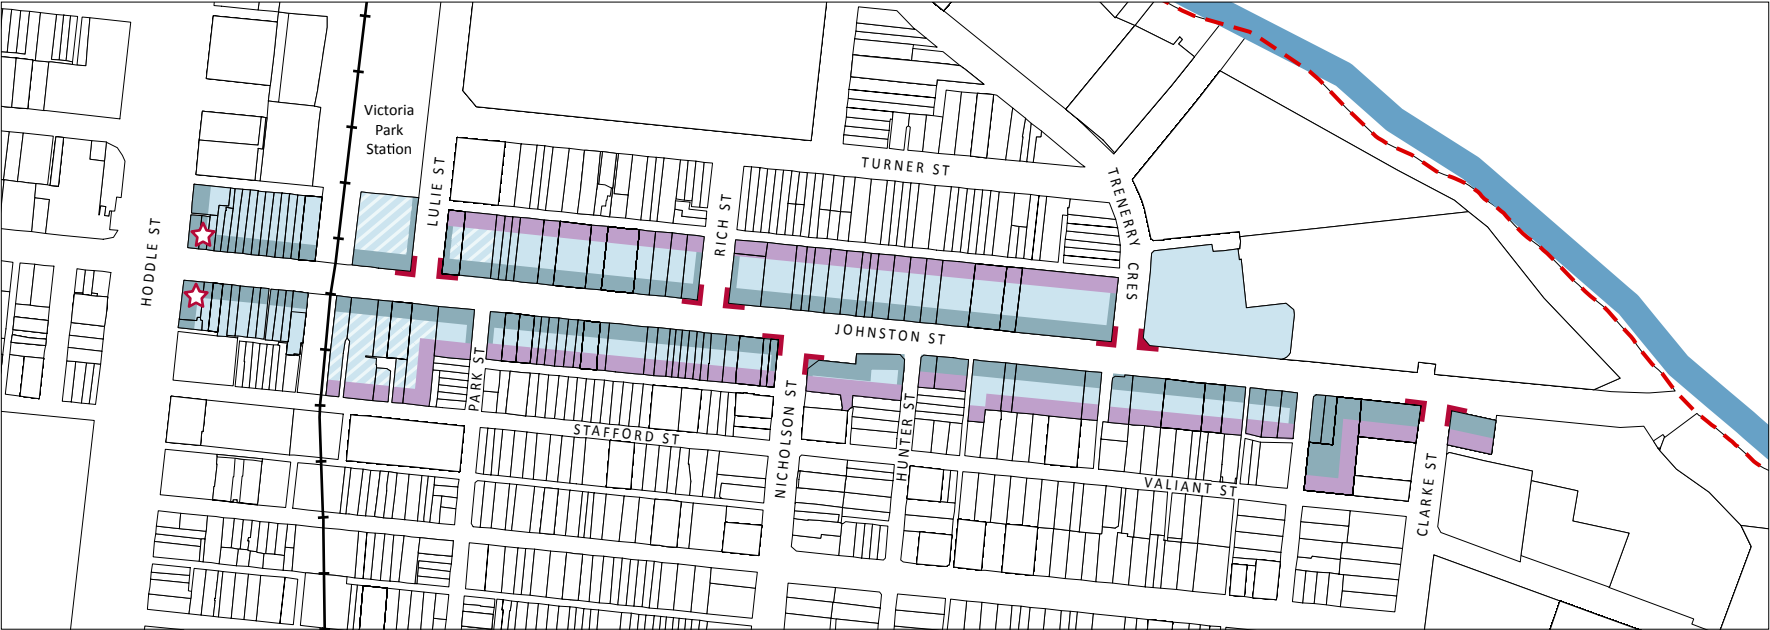 Victoria
Park
Station
TURNER ST
LULIE ST
TRENERRY CRES
RICH ST
HODDLE ST
JOHNSTON ST
PARK ST
NICHOLSON ST
HUNTER ST
STAFFORD ST
VALIANT ST
CLARKE ST